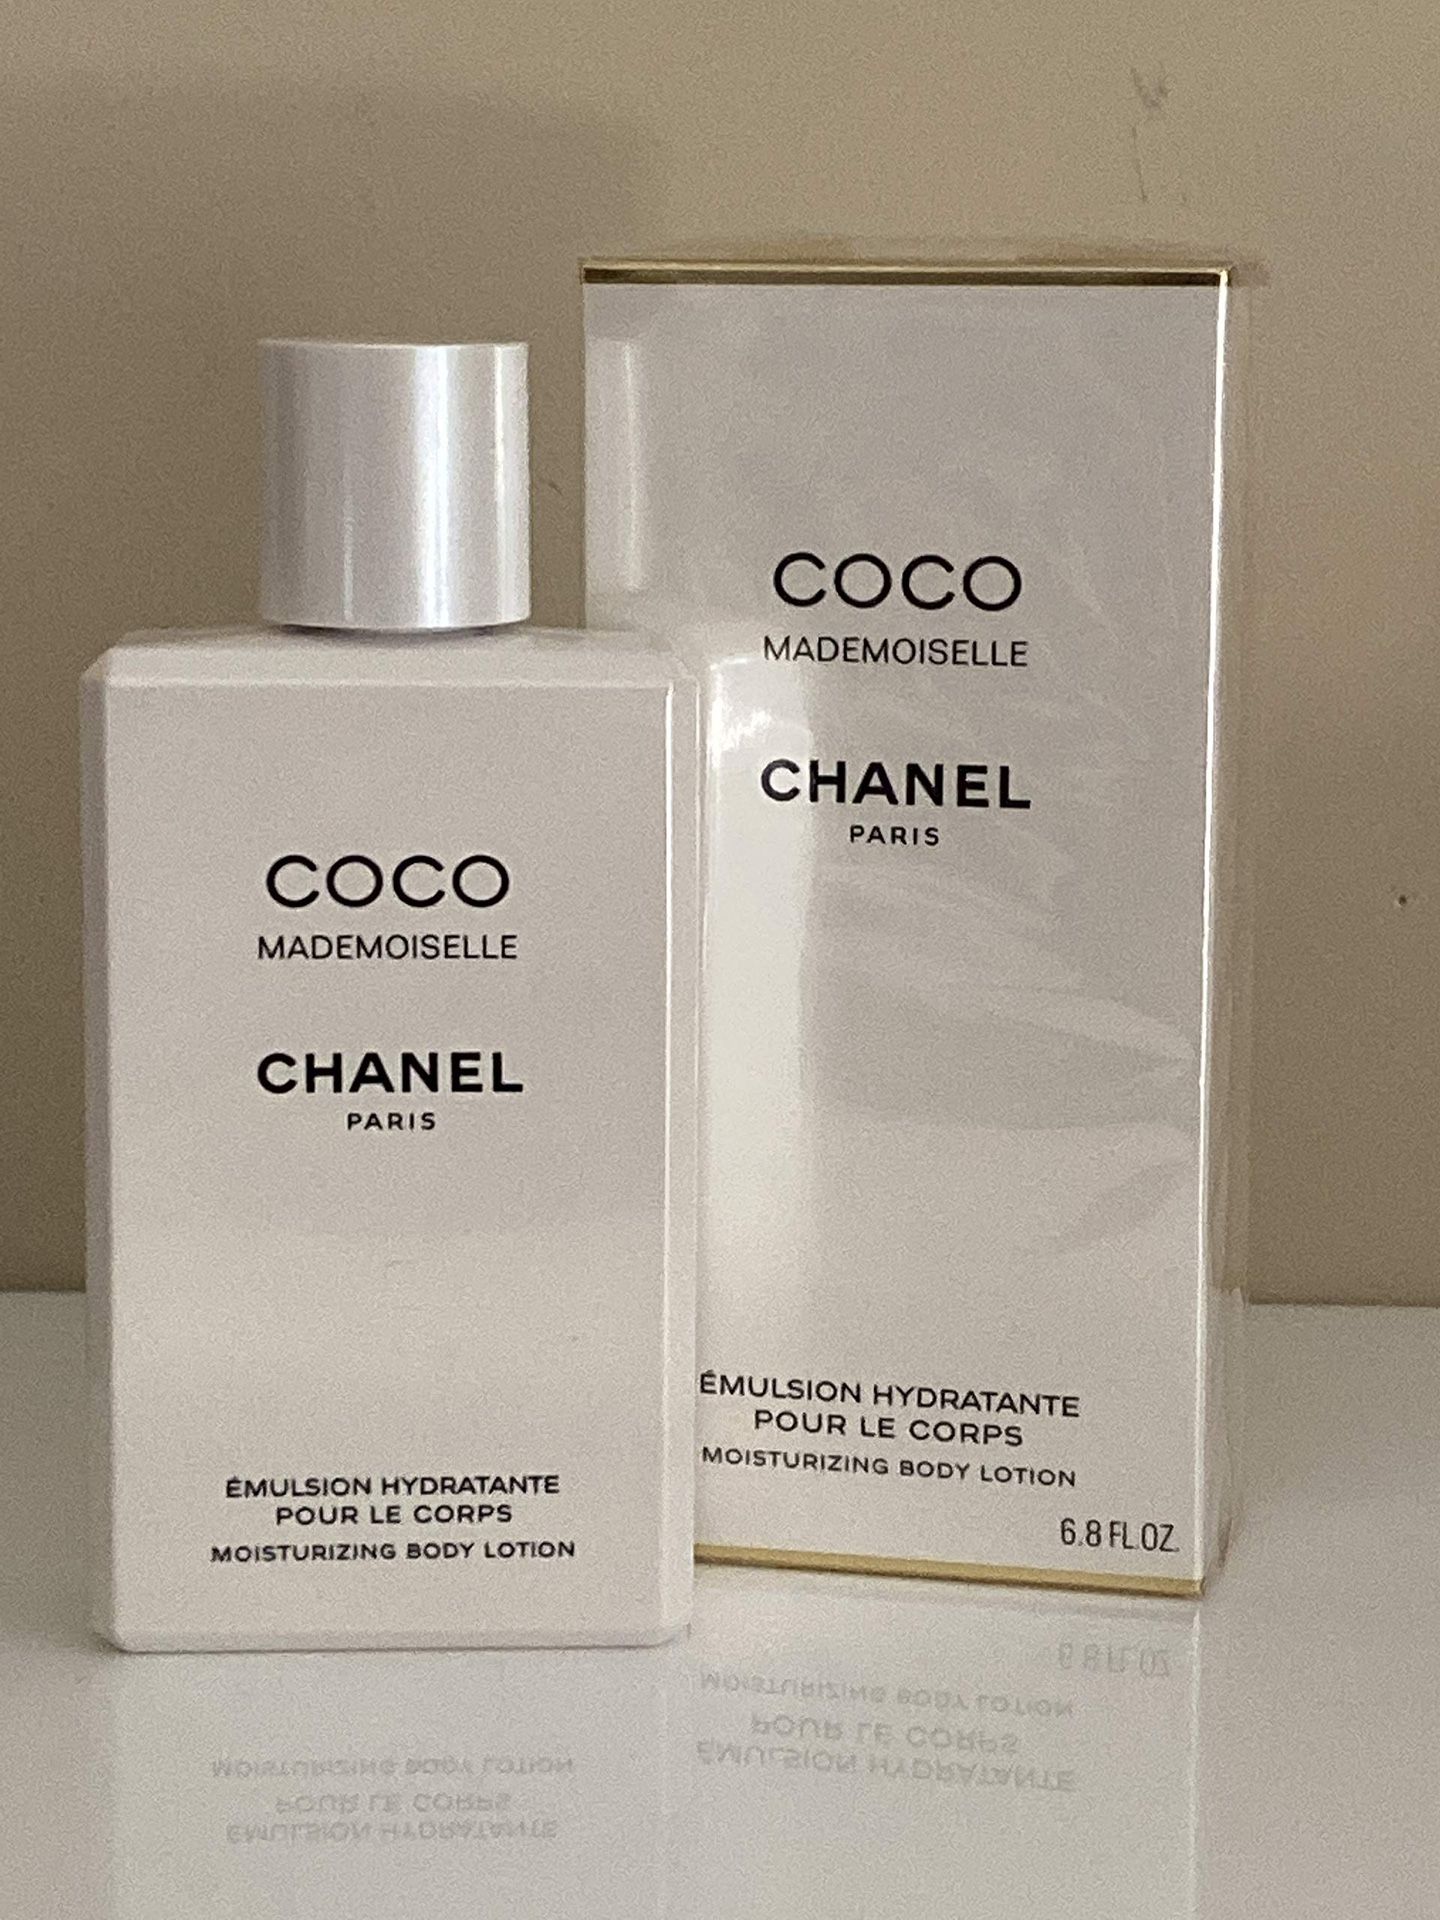 COCO
MADEMOISELLE
CHANEL
PARIS
ÉMULSION HYDRATANTE
POUR LE CORPS
MOISTURIZING BODY LOTION
COCO
MADEMOISELLE
CHANEL
PARIS
ÉMULSION HYDRATANTE
POUR LE CORPS
MOISTURIZING BODY LOTION
6.8 FL.OZ.